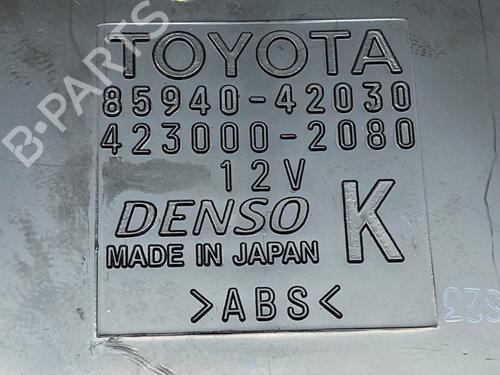 TOYOTA
85940-42030
423000-2080
12V
DENSO
MADE IN JAPAN
K
>ABS<
B-PARTS